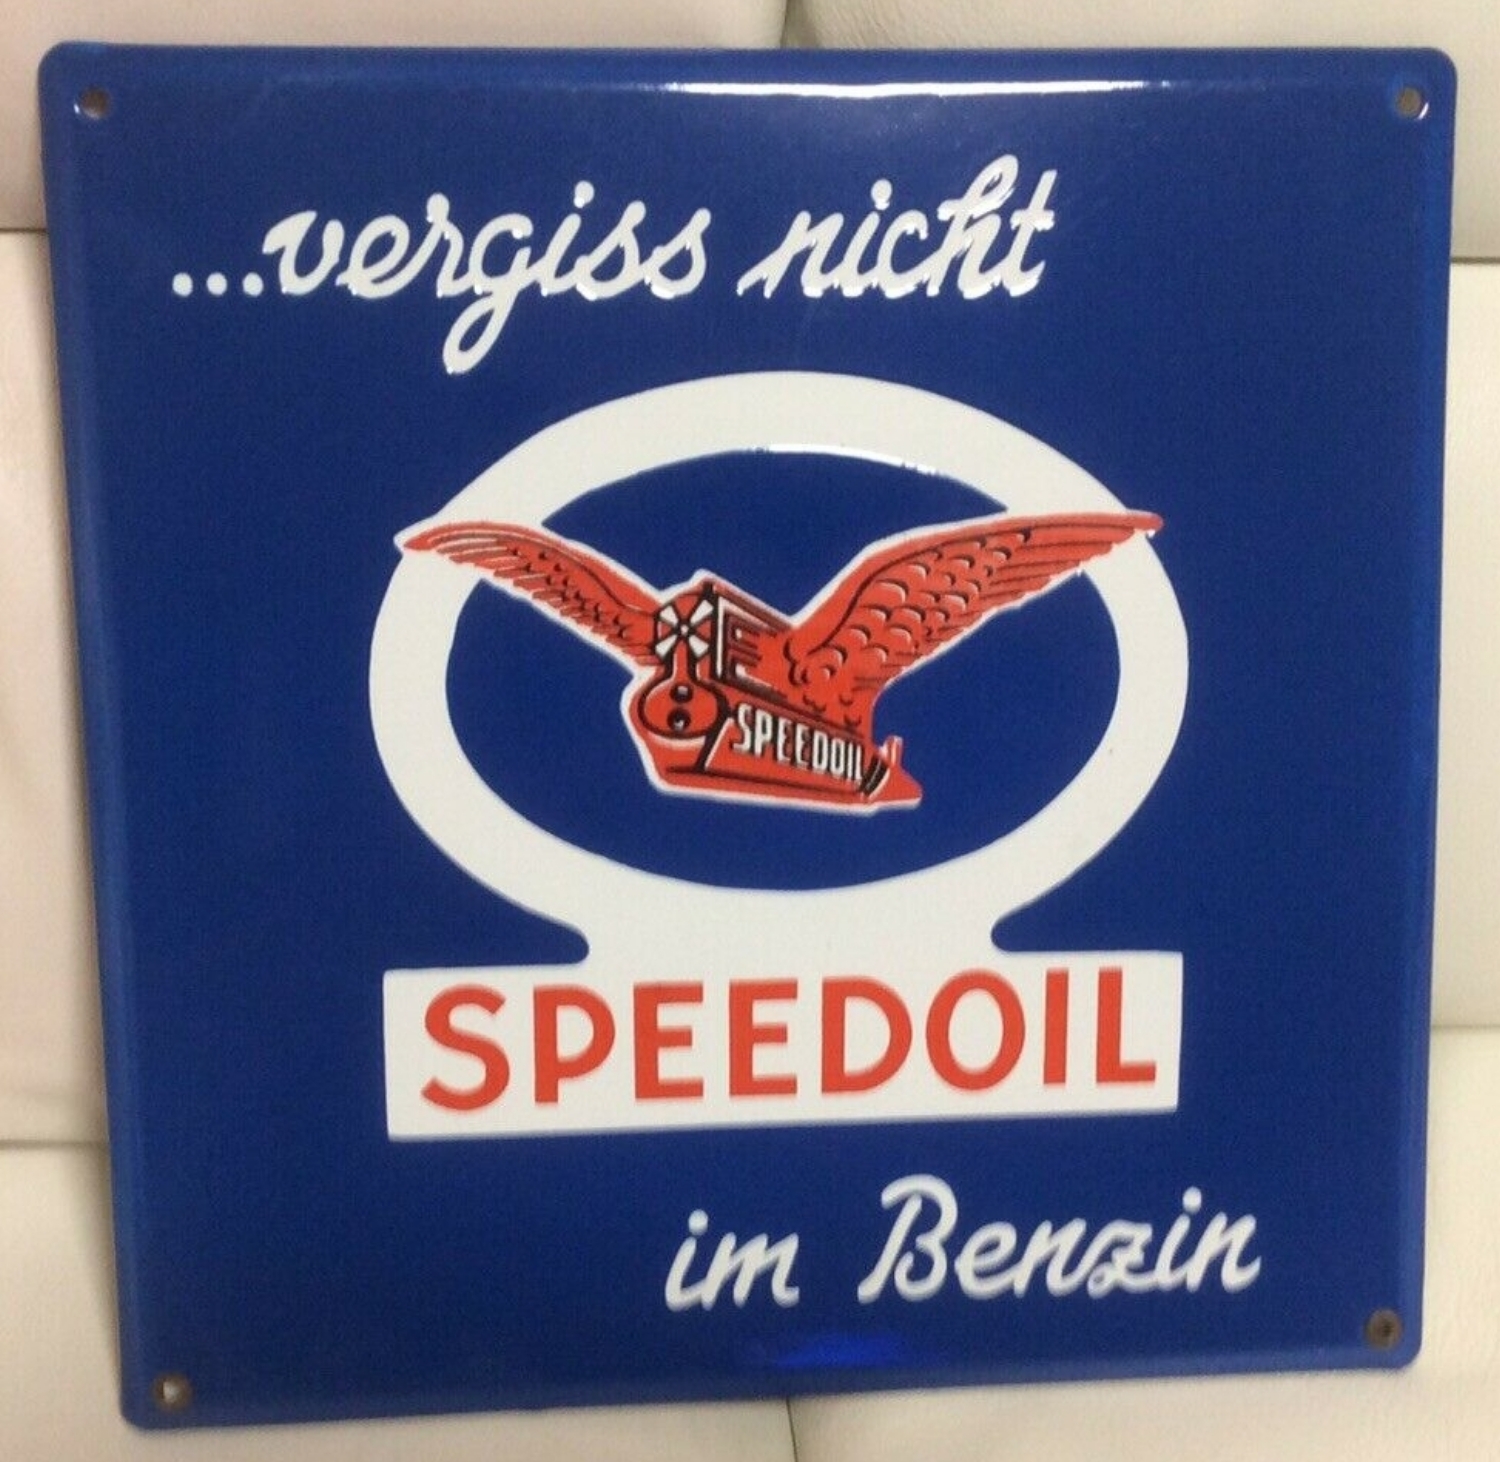 ...vergiss nicht
SPEEDOIL
SPEEDOIL
im Benzin